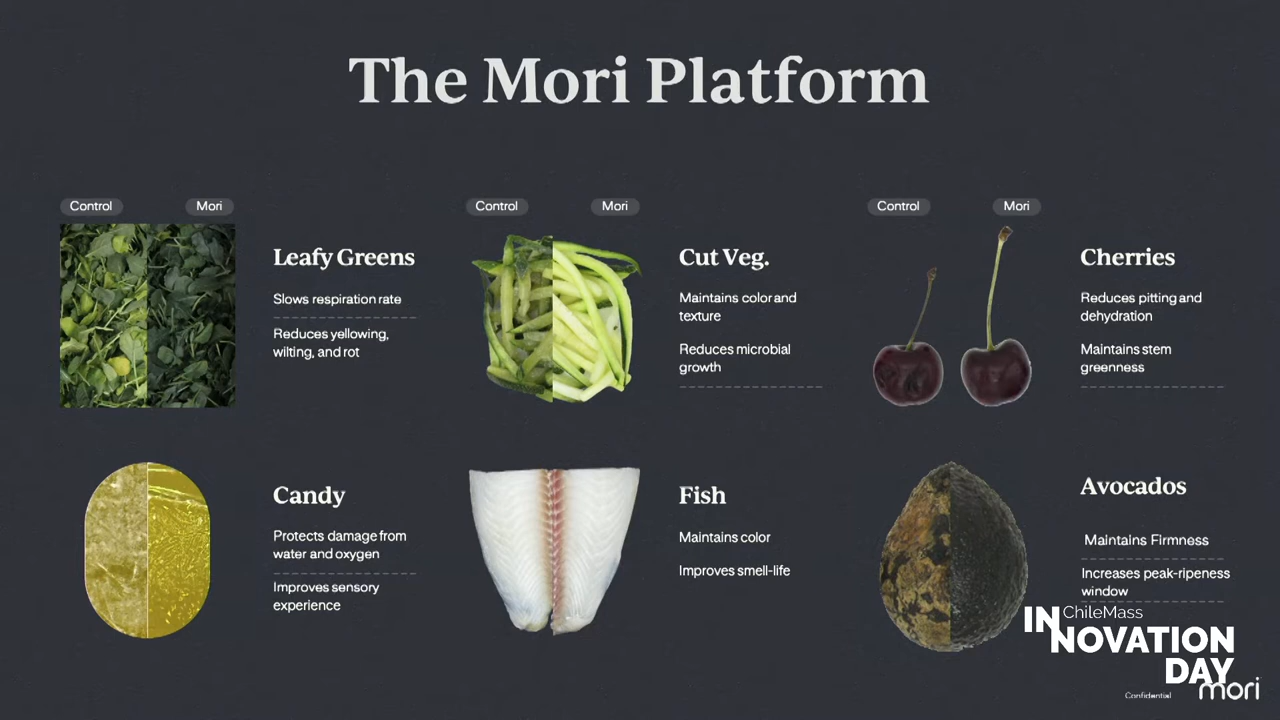 The Mori Platform
Control
Mori
Leafy Greens
Slows respiration rate
Reduces yellowing,
wilting, and rot
Control
Mori
Cut Veg.
Maintains color and
texture
Reduces microbial
growth
Control
Mori
Cherries
Reduces pitting and
dehydration
Maintains stem
greenness
Candy
Protects damage from
water and oxygen
Improves sensory
experience
Fish
Maintains color
Improves smell-life
Avocados
Maintains Firmness
Increases peak-ripeness
window
ChileMass
INNOVATION
DAY
Confidential
mori